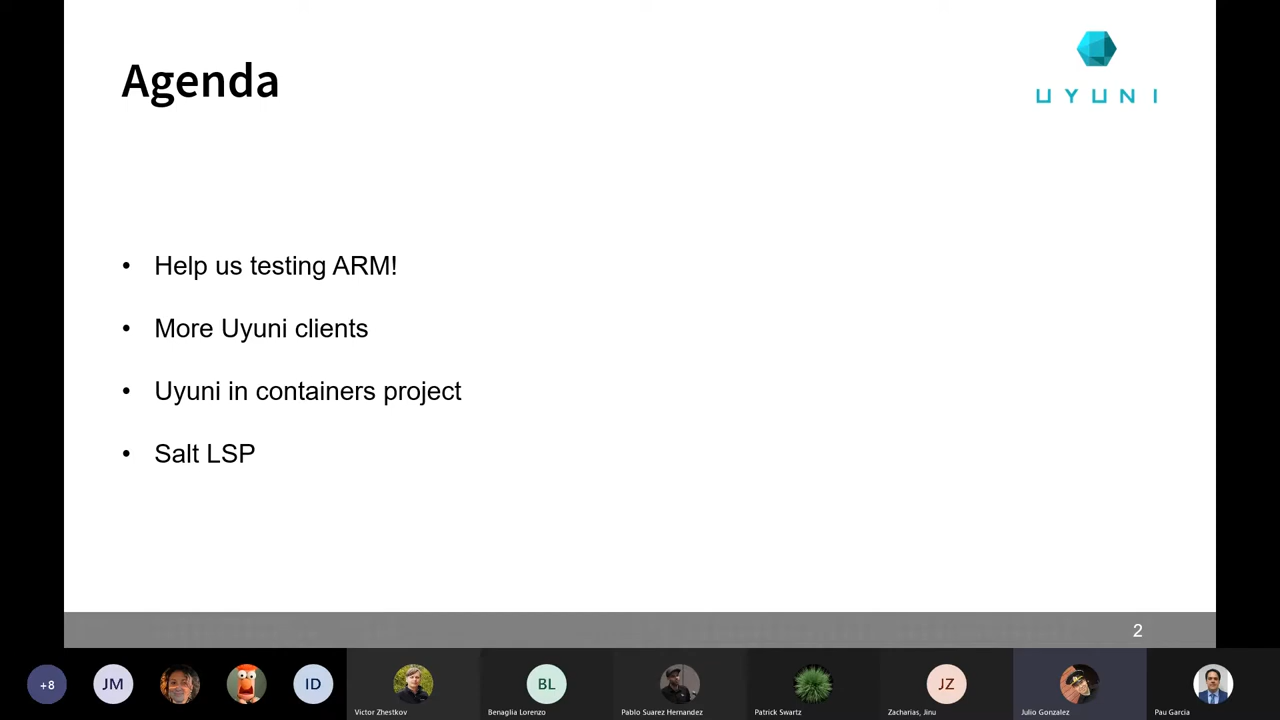 Agenda
UYUNI
• Help us testing ARM!
• More Uyuni clients
• Uyuni in containers project
• Salt LSP
2
+8
JM
ID
Victor Zhestkov
BL
Benaglia Lorenzo
Pablo Suarez Hernandez
Patrick Swartz
JZ
Zacharias, Jinu
Julio Gonzalez
Pau Garcia